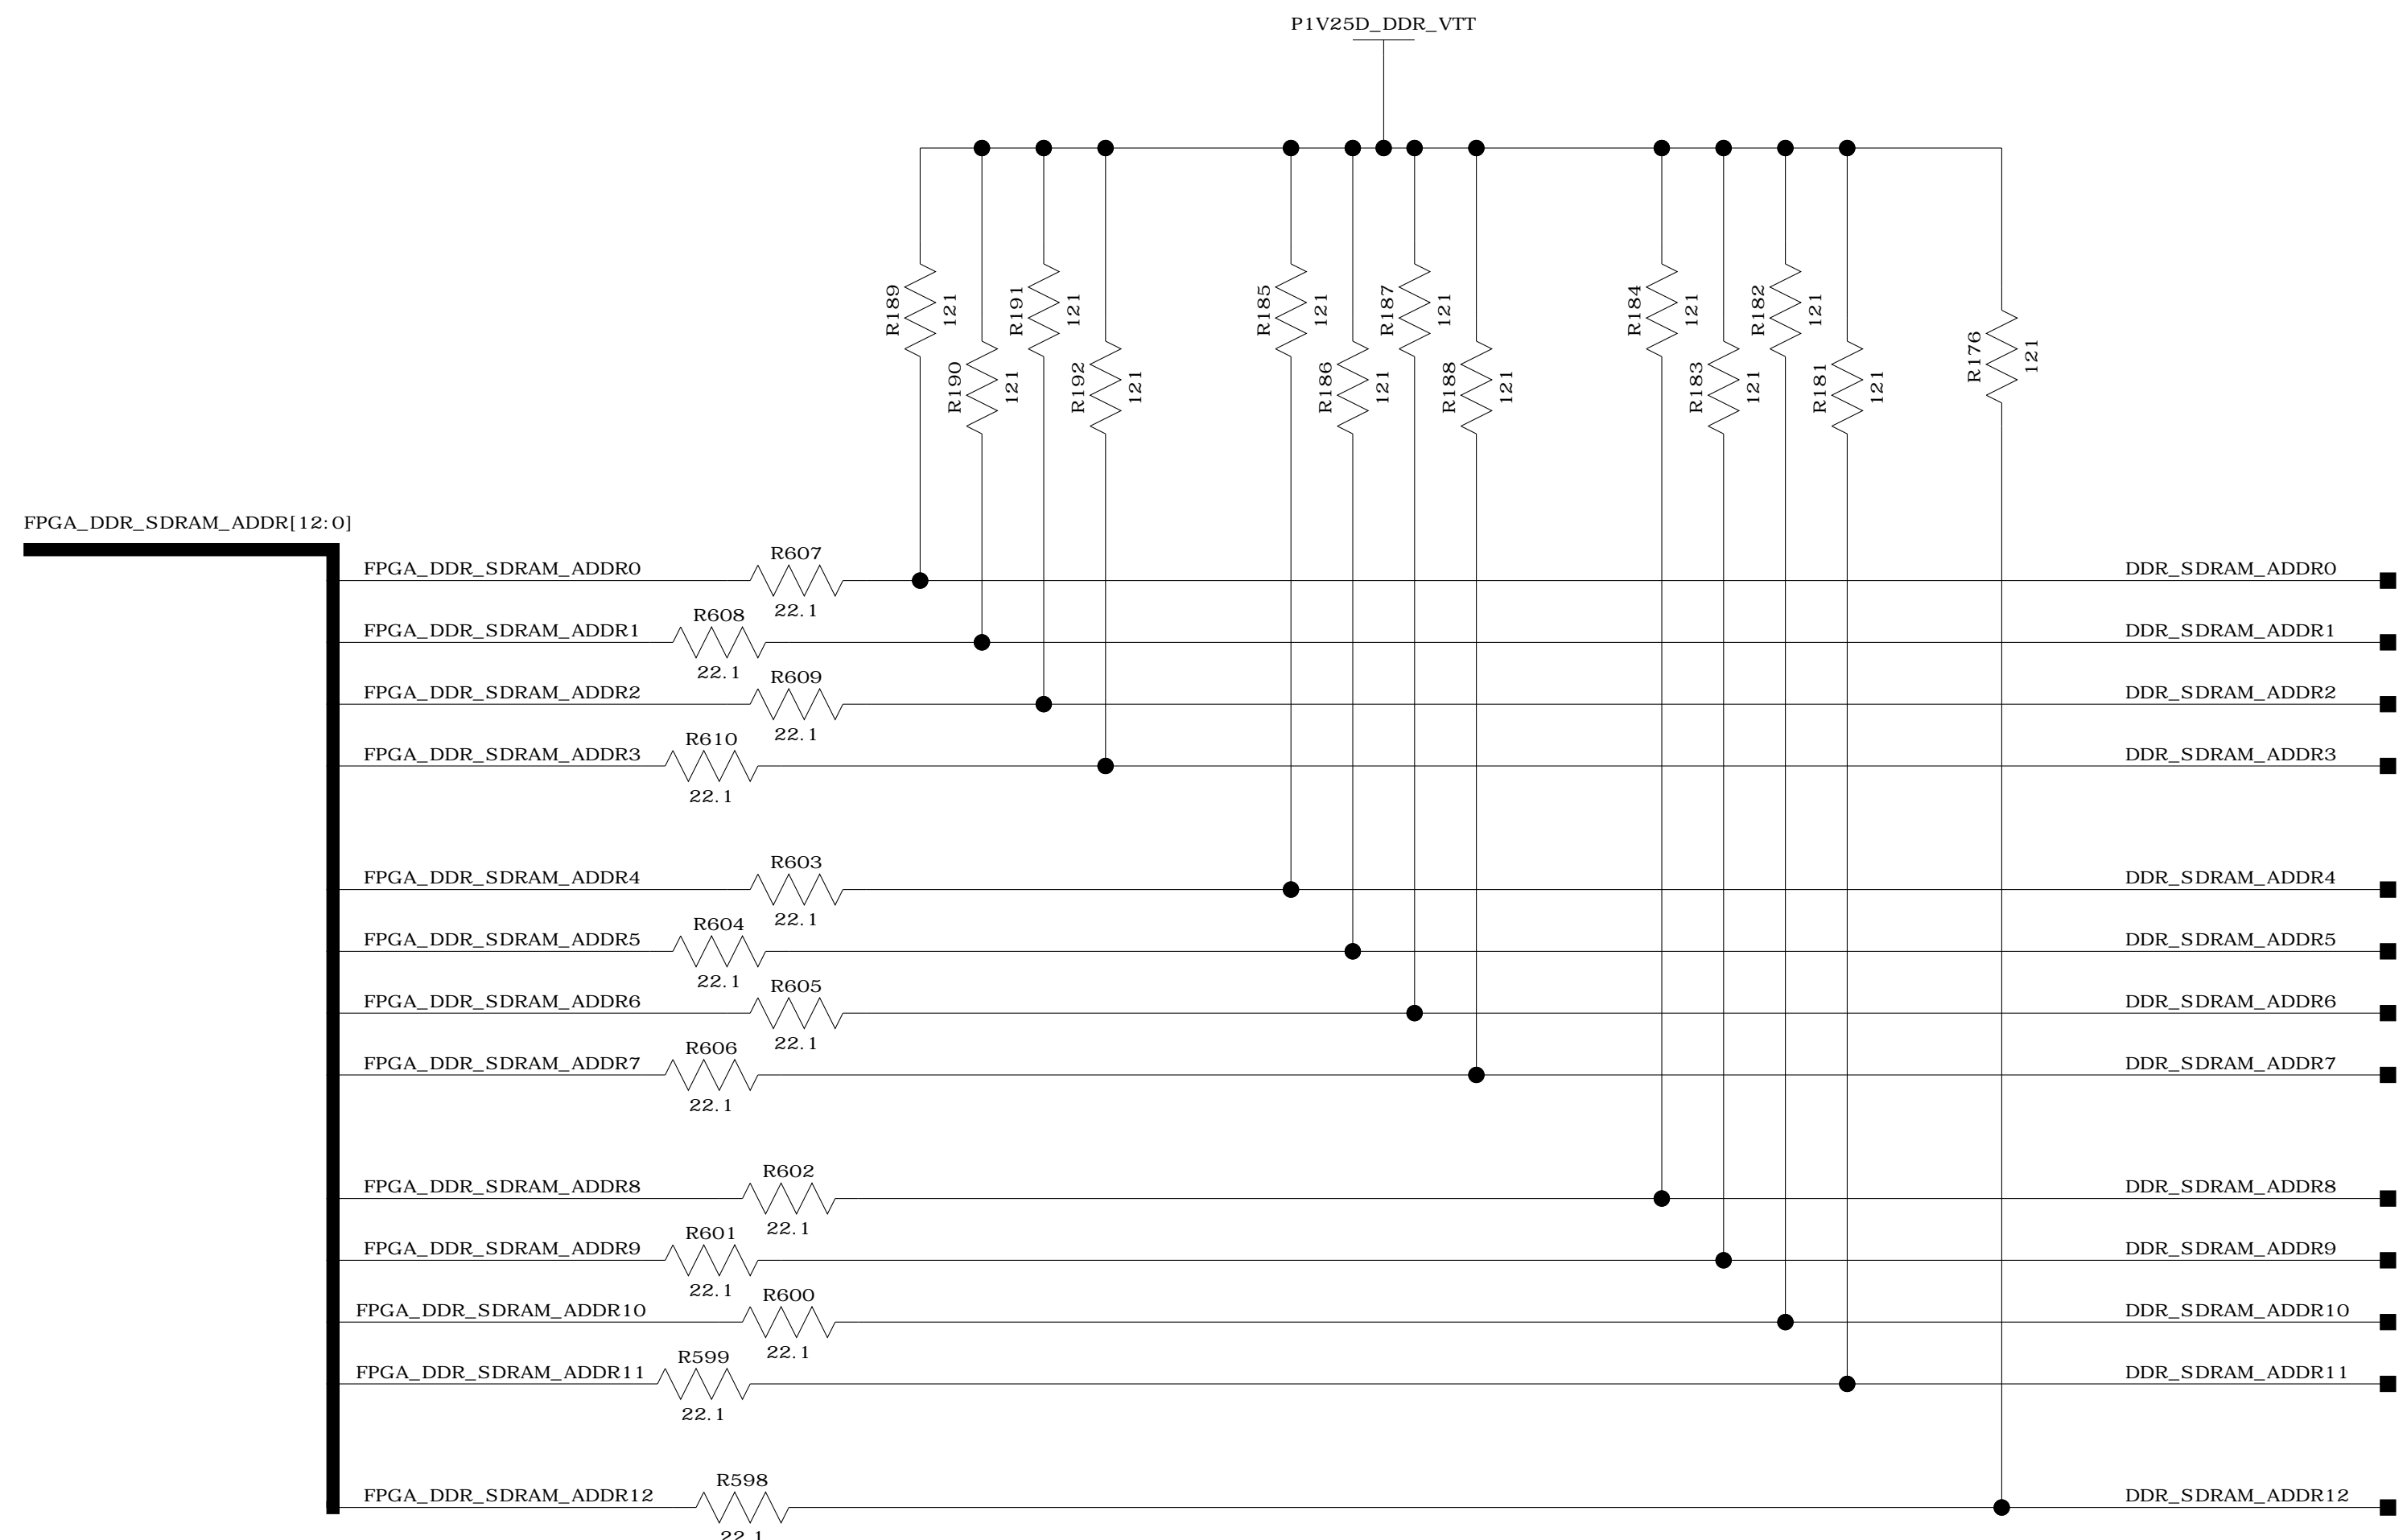 P1V25D_DDR_VTT
R189
121
R190
121
R191
121
R192
121
R185
121
R186
121
R187
121
R188
121
R184
121
R183
121
R182
121
R181
121
R176
121
FPGA_DDR_SDRAM_ADDR[12:0]
FPGA_DDR_SDRAM_ADDR0
R607
22.1
DDR_SDRAM_ADDR0
FPGA_DDR_SDRAM_ADDR1
R608
22.1
DDR_SDRAM_ADDR1
FPGA_DDR_SDRAM_ADDR2
R609
22.1
DDR_SDRAM_ADDR2
FPGA_DDR_SDRAM_ADDR3
R610
22.1
DDR_SDRAM_ADDR3
FPGA_DDR_SDRAM_ADDR4
R603
22.1
DDR_SDRAM_ADDR4
FPGA_DDR_SDRAM_ADDR5
R604
22.1
DDR_SDRAM_ADDR5
FPGA_DDR_SDRAM_ADDR6
R605
22.1
DDR_SDRAM_ADDR6
FPGA_DDR_SDRAM_ADDR7
R606
22.1
DDR_SDRAM_ADDR7
FPGA_DDR_SDRAM_ADDR8
R602
22.1
DDR_SDRAM_ADDR8
FPGA_DDR_SDRAM_ADDR9
R601
22.1
DDR_SDRAM_ADDR9
FPGA_DDR_SDRAM_ADDR10
R600
22.1
DDR_SDRAM_ADDR10
FPGA_DDR_SDRAM_ADDR11
R599
22.1
DDR_SDRAM_ADDR11
FPGA_DDR_SDRAM_ADDR12
R598
22.1
DDR_SDRAM_ADDR12